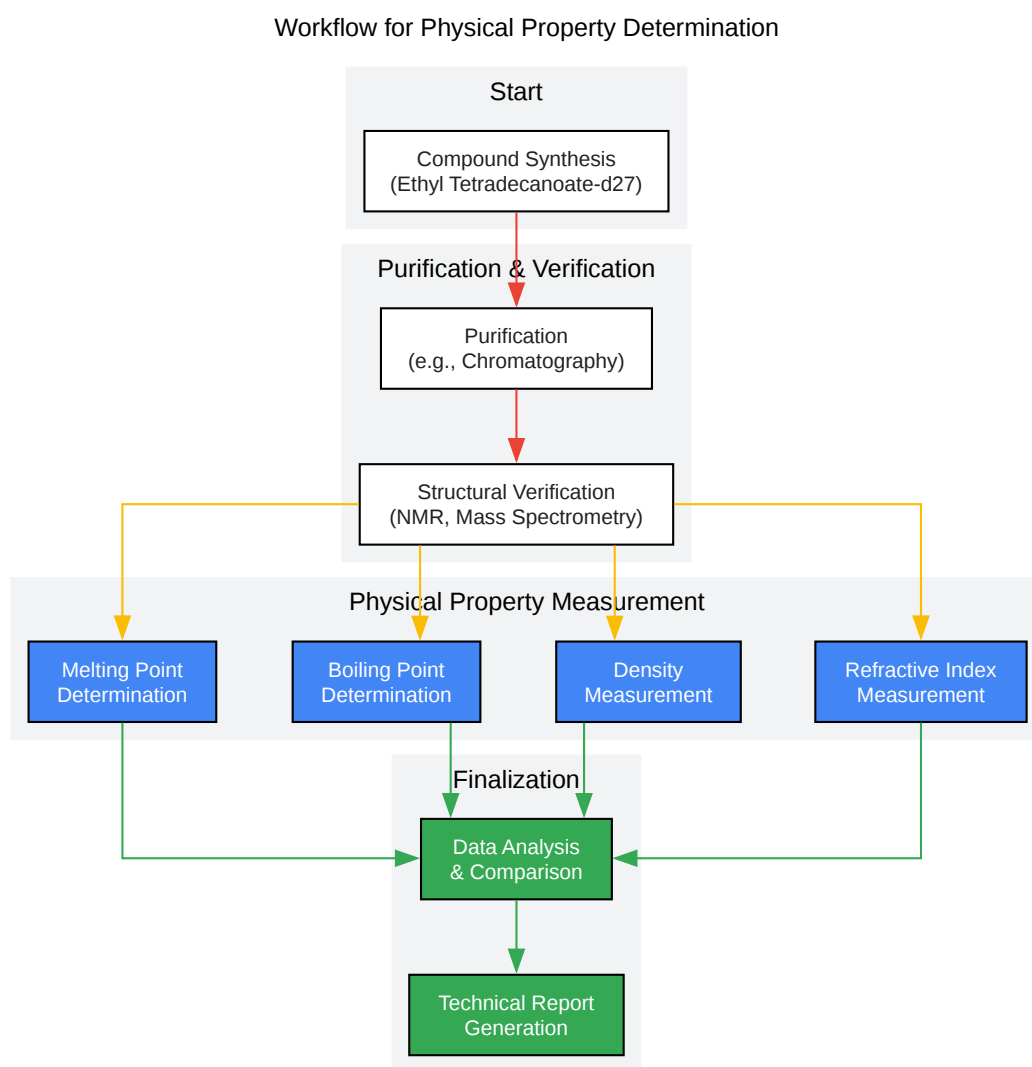 Workflow for Physical Property Determination
Start
Compound Synthesis
(Ethyl Tetradecanoate-d27)
Purification & Verification
Purification
(e.g., Chromatography)
Structural Verification
(NMR, Mass Spectrometry)
Physical Property Measurement
Melting Point
Determination
Boiling Point
Determination
Density
Measurement
Refractive Index
Measurement
Finalization
Data Analysis
& Comparison
Technical Report
Generation